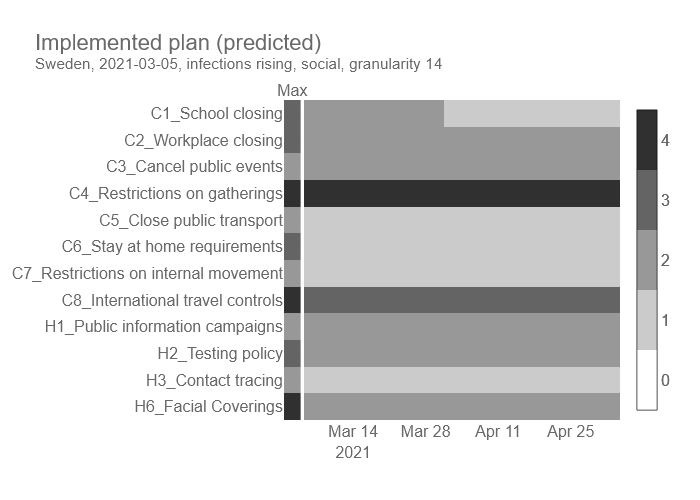 Implemented plan (predicted)
Sweden, 2021-03-05, infections rising, social, granularity 14
Max
C1_School closing
C2_Workplace closing
C3_Cancel public events
C4_Restrictions on gatherings
C5_Close public transport
C6_Stay at home requirements
C7_Restrictions on internal movement
C8_International travel controls
H1_Public information campaigns
H2_Testing policy
H3_Contact tracing
H6_Facial Coverings
Mar 14 Mar 28 Apr 11 Apr 25
2021
4
3
2
1
0